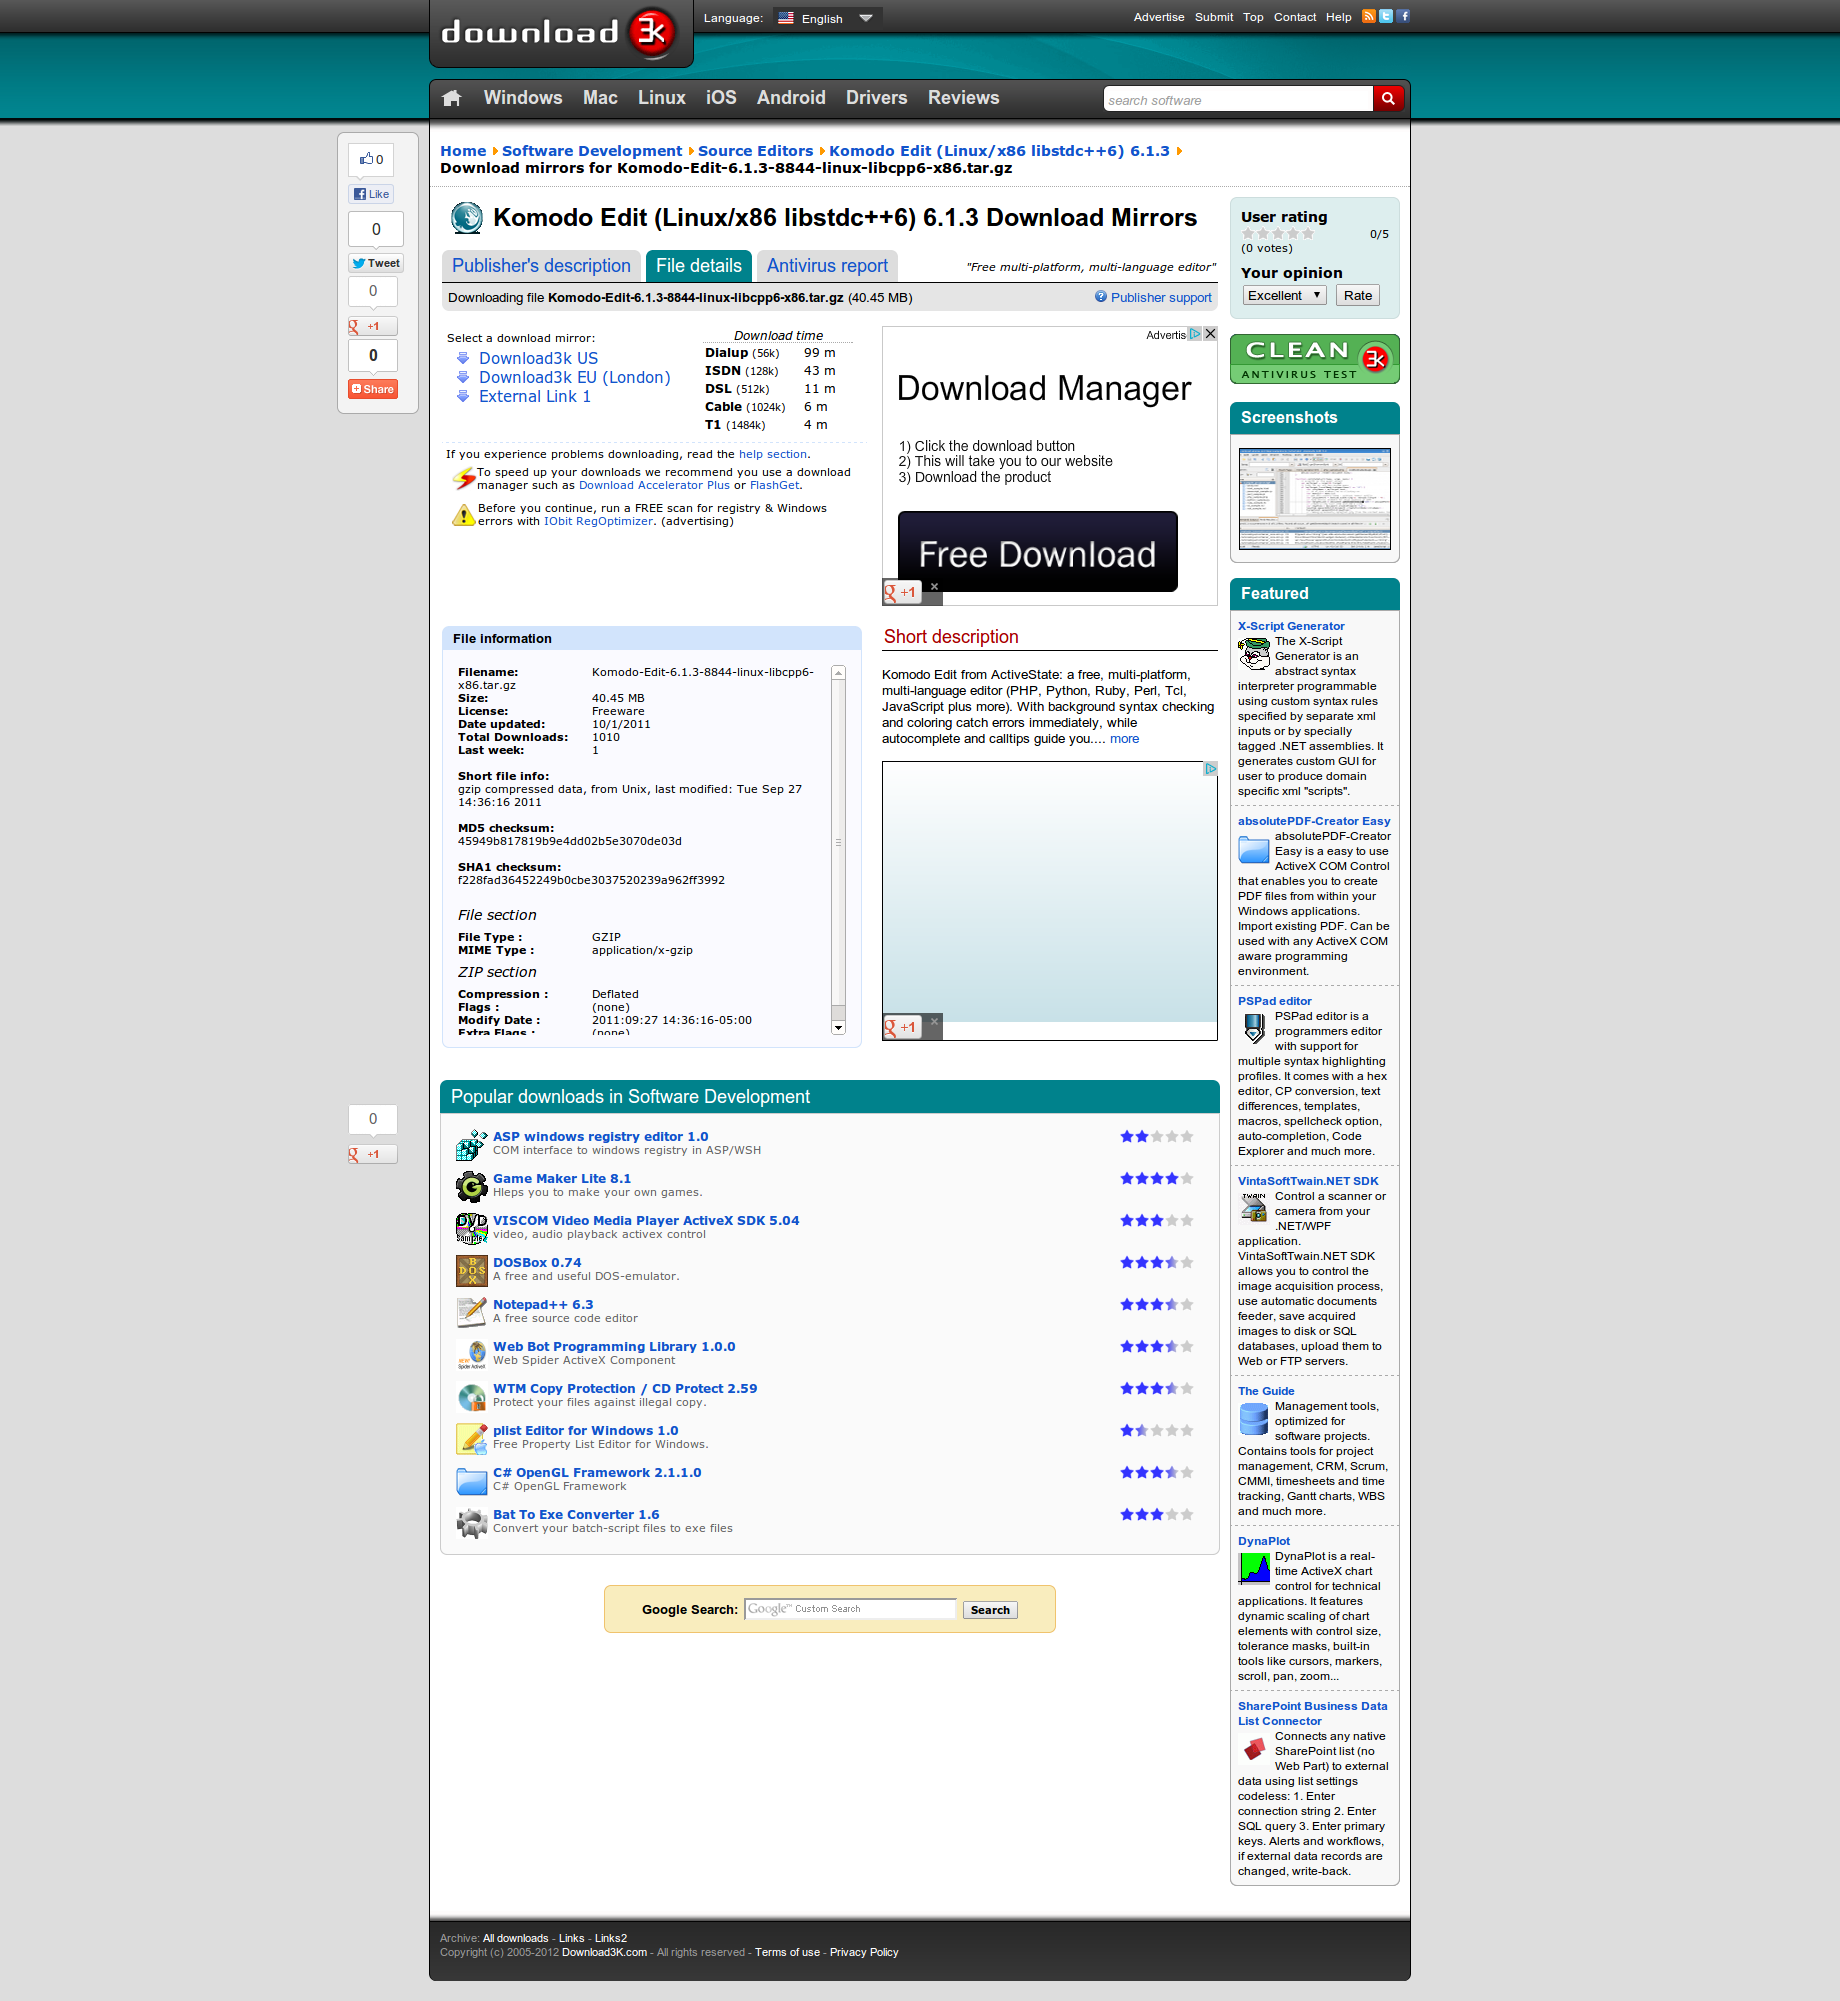 download 3k
Language: English
Advertise Submit Top Contact Help
Windows Mac Linux iOS Android Drivers Reviews
search software
0
Like
0
Tweet
0
+1
0
Share
Home Software Development Source Editors Komodo Edit (Linux/x86 libstdc++6) 6.1.3
Download mirrors for Komodo-Edit-6.1.3-8844-linux-libcpp6-x86.tar.gz
Komodo Edit (Linux/x86 libstdc++6) 6.1.3 Download Mirrors
Publisher's description File details Antivirus report "Free multi-platform, multi-language editor"
Downloading file Komodo-Edit-6.1.3-8844-linux-libcpp6-x86.tar.gz (40.45 MB) Publisher support
Select a download mirror:
Download3k US
Download3k EU (London)
External Link 1
Download time
Dialup (56k) 99 m
ISDN (128k) 43 m
DSL (512k) 11 m
Cable (1024k) 6 m
T1 (1484k) 4 m
If you experience problems downloading, read the help section.
To speed up your downloads we recommend you use a download
manager such as Download Accelerator Plus or FlashGet.
Before you continue, run a FREE scan for registry & Windows
errors with IObit RegOptimizer. (advertising)
Advertis
Download Manager
1) Click the download button
2) This will take you to our website
3) Download the product
Free Download
+1
File information
Filename: Komodo-Edit-6.1.3-8844-linux-libcpp6-
x86.tar.gz
Size: 40.45 MB
License: Freeware
Date updated: 10/1/2011
Total Downloads: 1010
Last week: 1
Short file info:
gzip compressed data, from Unix, last modified: Tue Sep 27
14:36:16 2011
MD5 checksum:
45949b817819b9e4dd02b5e3070de03d
SHA1 checksum:
f228fad36452249b0cbe3037520239a962ff3992
File section
File Type : GZIP
MIME Type : application/x-gzip
ZIP section
Compression : Deflated
Flags : (none)
Modify Date : 2011:09:27 14:36:16-05:00
Extra Flags : (none)
Short description
Komodo Edit from ActiveState: a free, multi-platform,
multi-language editor (PHP, Python, Ruby, Perl, Tcl,
JavaScript plus more). With background syntax checking
and coloring catch errors immediately, while
autocomplete and calltips guide you.... more
+1
0
+1
Popular downloads in Software Development
ASP windows registry editor 1.0
COM interface to windows registry in ASP/WSH
Game Maker Lite 8.1
Hleps you to make your own games.
VISCOM Video Media Player ActiveX SDK 5.04
video, audio playback activex control
DOSBox 0.74
A free and useful DOS-emulator.
Notepad++ 6.3
A free source code editor
Web Bot Programming Library 1.0.0
Web Spider ActiveX Component
WTM Copy Protection / CD Protect 2.59
Protect your files against illegal copy.
plist Editor for Windows 1.0
Free Property List Editor for Windows.
C# OpenGL Framework 2.1.1.0
C# OpenGL Framework
Bat To Exe Converter 1.6
Convert your batch-script files to exe files
Google Search: Google™ Custom Search Search
User rating
0/5
(0 votes)
Your opinion
Excellent Rate
CLEAN 3k
ANTIVIRUS TEST
Screenshots
Featured
X-Script Generator
The X-Script
Generator is an
abstract syntax
interpreter programmable
using custom syntax rules
specified by separate xml
inputs or by specially
tagged .NET assemblies. It
generates custom GUI for
user to produce domain
specific xml "scripts".
absolutePDF-Creator Easy
absolutePDF-Creator
Easy is a easy to use
ActiveX COM Control
that enables you to create
PDF files from within your
Windows applications.
Import existing PDF. Can be
used with any ActiveX COM
aware programming
environment.
PSPad editor
PSPad editor is a
programmers editor
with support for
multiple syntax highlighting
profiles. It comes with a hex
editor, CP conversion, text
differences, templates,
macros, spellcheck option,
auto-completion, Code
Explorer and much more.
VintaSoftTwain.NET SDK
Control a scanner or
camera from your
.NET/WPF
application.
VintaSoftTwain.NET SDK
allows you to control the
image acquisition process,
use automatic documents
feeder, save acquired
images to disk or SQL
databases, upload them to
Web or FTP servers.
The Guide
Management tools,
optimized for
software projects.
Contains tools for project
management, CRM, Scrum,
CMMI, timesheets and time
tracking, Gantt charts, WBS
and much more.
DynaPlot
DynaPlot is a real-
time ActiveX chart
control for technical
applications. It features
dynamic scaling of chart
elements with control size,
tolerance masks, built-in
tools like cursors, markers,
scroll, pan, zoom...
SharePoint Business Data
List Connector
Connects any native
SharePoint list (no
Web Part) to external
data using list settings
codeless: 1. Enter
connection string 2. Enter
SQL query 3. Enter primary
keys. Alerts and workflows,
if external data records are
changed, write-back.
Archive: All downloads - Links - Links2
Copyright (c) 2005-2012 Download3K.com - All rights reserved - Terms of use - Privacy Policy